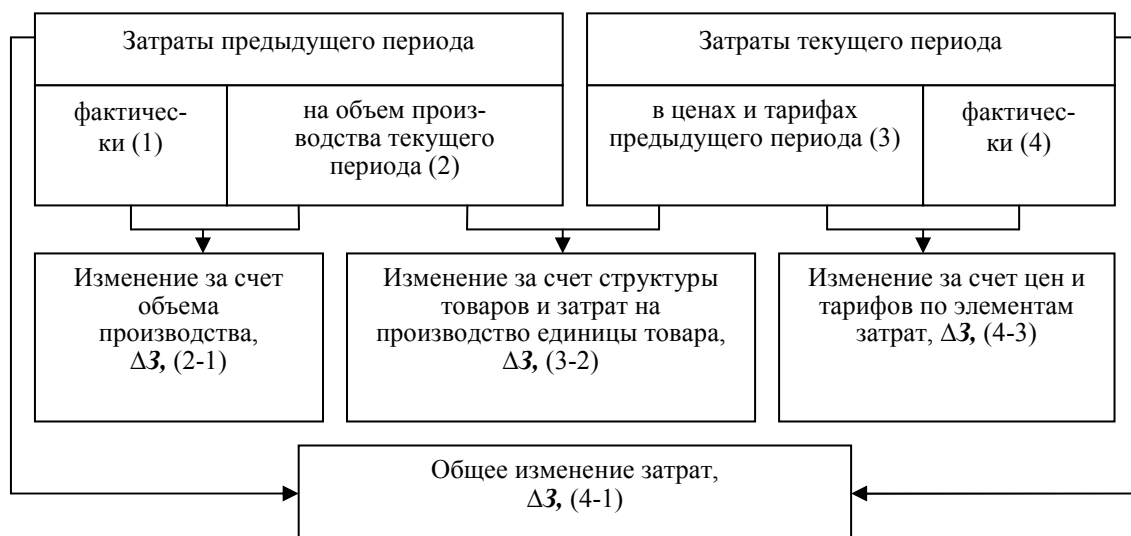 Затраты предыдущего периода
Затраты текущего периода
фактичес-
ки (1)
на объем произ-
водства текущего
периода (2)
в ценах и тарифах
предыдущего периода (3)
фактичес-
ки (4)
Изменение за счет
объема
производства,
ΔЗ, (2-1)
Изменение за счет структуры
товаров и затрат на
производство единицы товара,
ΔЗ, (3-2)
Изменение за счет цен и
тарифов по элементам
затрат, ΔЗ, (4-3)
Общее изменение затрат,
ΔЗ, (4-1)